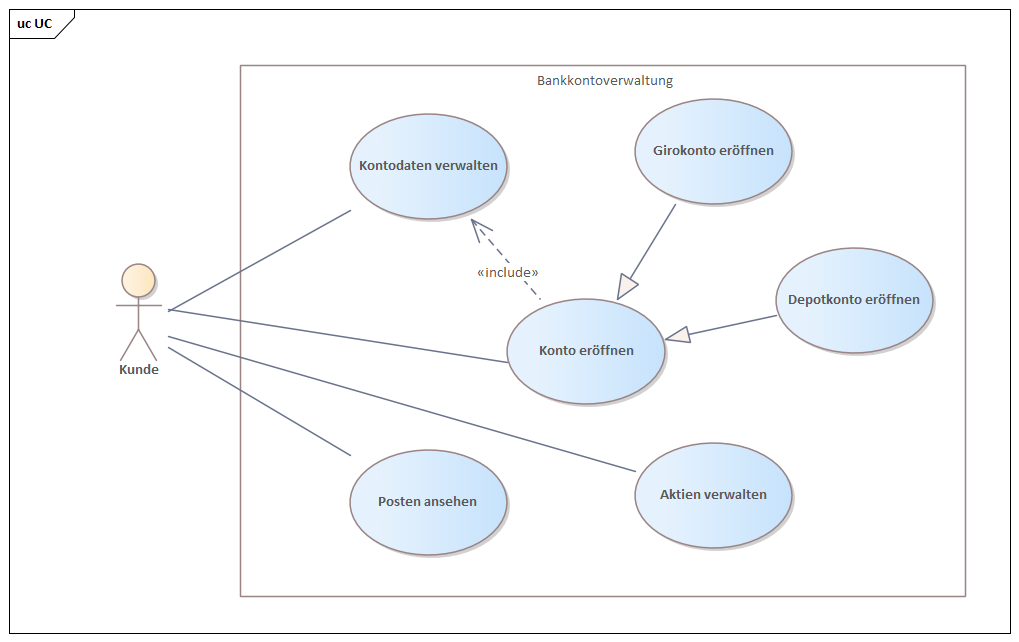 uc UC
Bankkontoverwaltung
Girokonto eröffnen
Kontodaten verwalten
«include»
Depotkonto eröffnen
Konto eröffnen
Kunde
Aktien verwalten
Posten ansehen